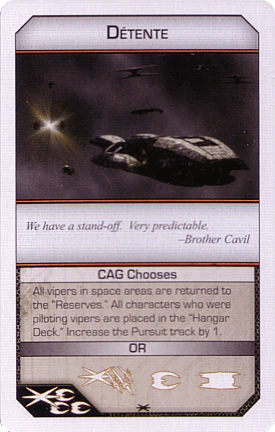 DÉTENTE
We have a stand-off.  Very predictable.
–Brother Cavil
CAG Chooses
All vipers in space areas are returned
to the "Reserves." All characters who were
piloting vipers are placed in the "Hangar
Deck." Increase the Pursuit track by 1.
OR